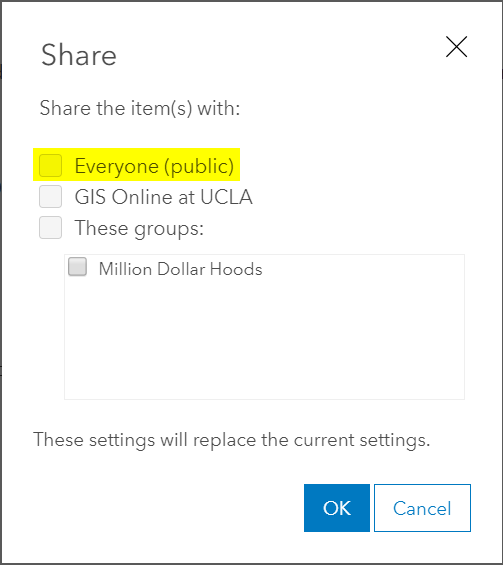 Share
Share the item(s) with:
Everyone (public)
GIS Online at UCLA
These groups:
Million Dollar Hoods
These settings will replace the current settings.
OK Cancel